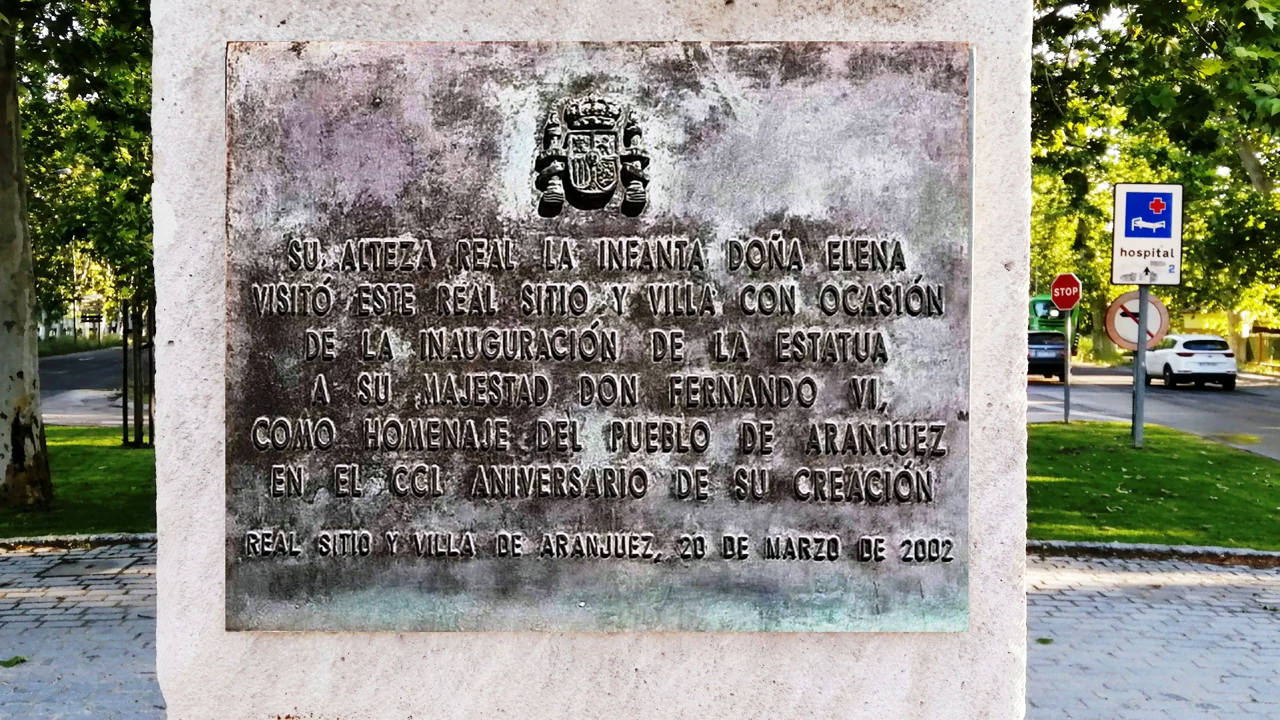 SU ALTEZA REAL LA INFANTA DOÑA ELENA
VISITÓ ESTE REAL SITIO Y VILLA CON OCASIÓN
DE LA INAUGURACIÓN DE LA ESTATUA
A SU MAJESTAD DON FERNANDO VI,
COMO HOMENAJE DEL PUEBLO DE ARANJUEZ
EN EL CCL ANIVERSARIO DE SU CREACIÓN
REAL SITIO Y VILLA DE ARANJUEZ, 20 DE MARZO DE 2002
hospital
2
STOP